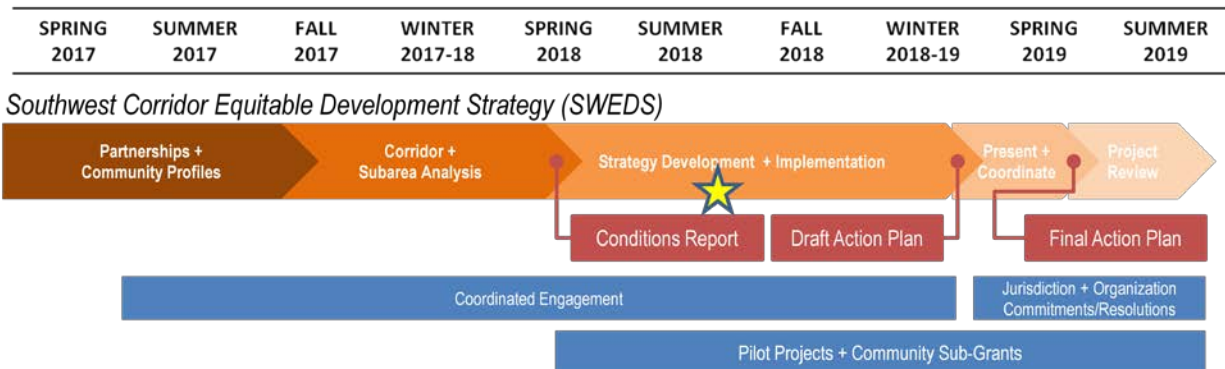 SPRING SUMMER FALL WINTER SPRING SUMMER FALL WINTER SPRING SUMMER
2017 2017 2017 2017-18 2018 2018 2018 2018-19 2019 2019
Southwest Corridor Equitable Development Strategy (SWEDS)
Partnerships +
Community Profiles
Corridor +
Subarea Analysis
Strategy Development + Implementation
Present +
Coordinate
Project
Review
Conditions Report
Draft Action Plan
Final Action Plan
Coordinated Engagement
Jurisdiction + Organization
Commitments/Resolutions
Pilot Projects + Community Sub-Grants